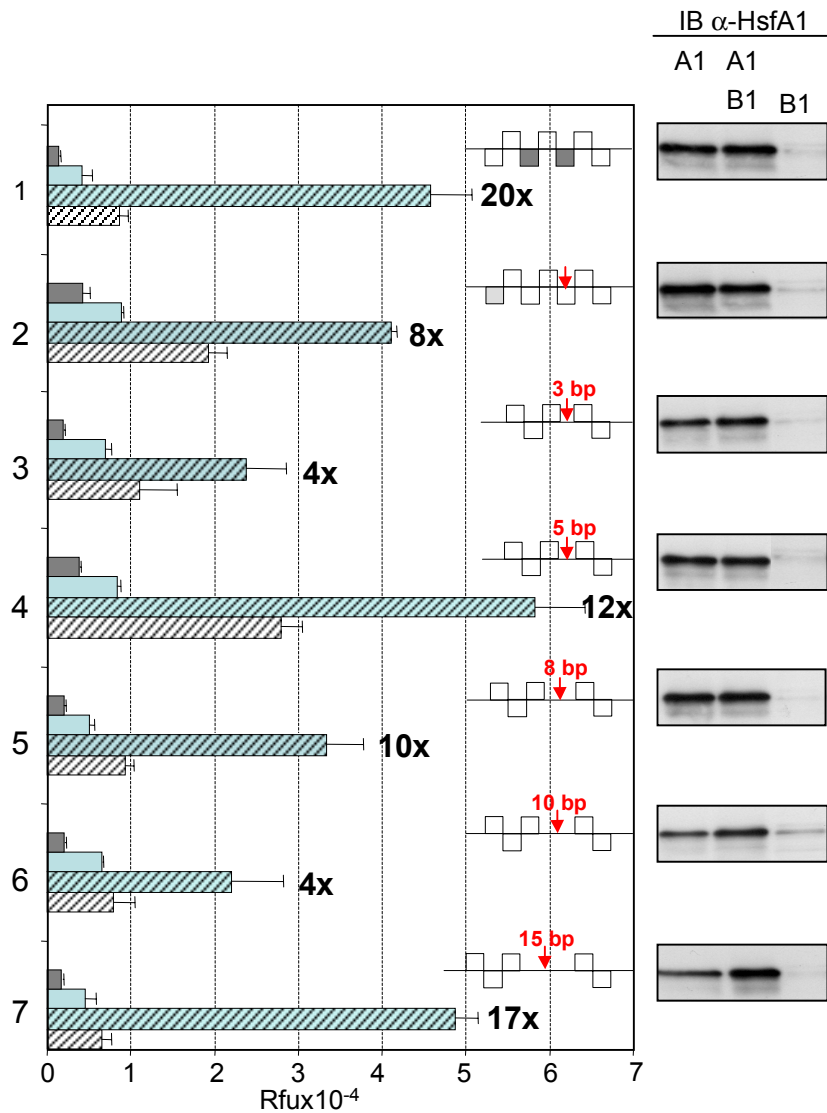 IB α-HsfA1
A1 A1 B1 B1
1
20x
2
8x
3 bp
3
4x
5 bp
4
12x
8 bp
5
10x
10 bp
6
4x
15 bp
7
17x
0 1 2 3 4 5 6 7
Rfux10-4